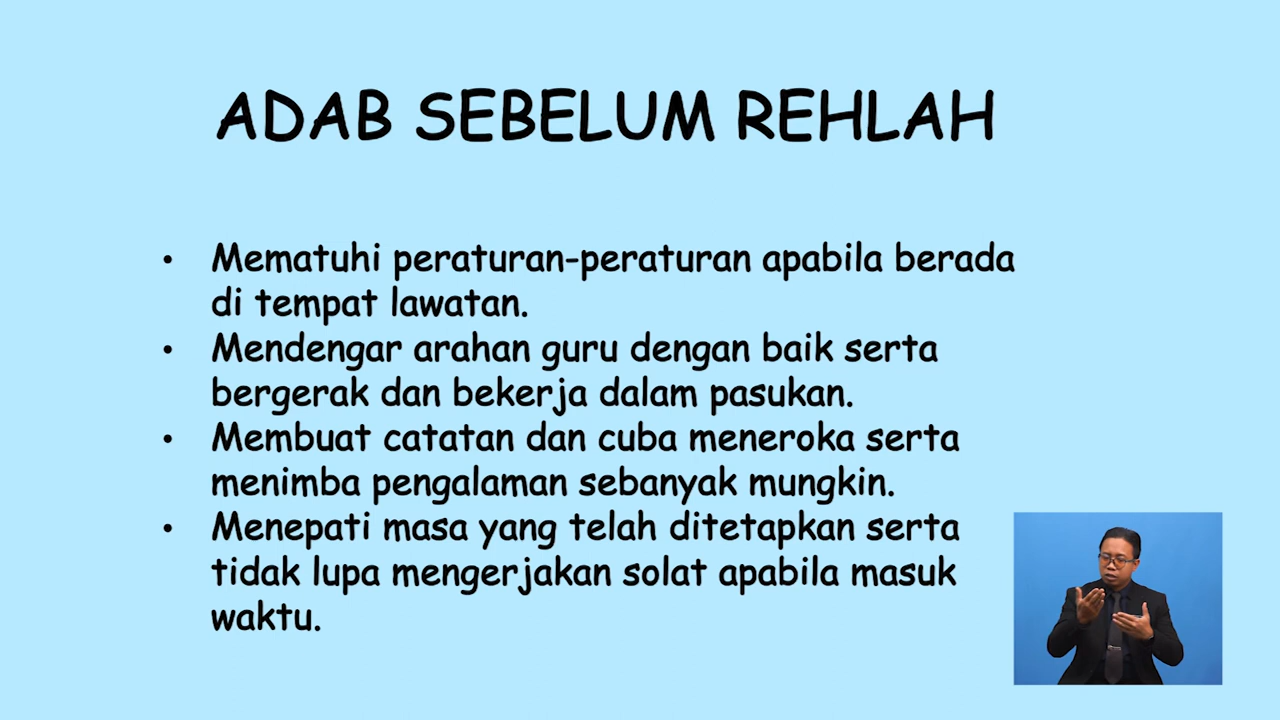 ADAB SEBELUM REHLAH
• Mematuhi peraturan-peraturan apabila berada
di tempat lawatan.
• Mendengar arahan guru dengan baik serta
bergerak dan bekerja dalam pasukan.
• Membuat catatan dan cuba meneroka serta
menimba pengalaman sebanyak mungkin.
• Menepati masa yang telah ditetapkan serta
tidak lupa mengerjakan solat apabila masuk
waktu.